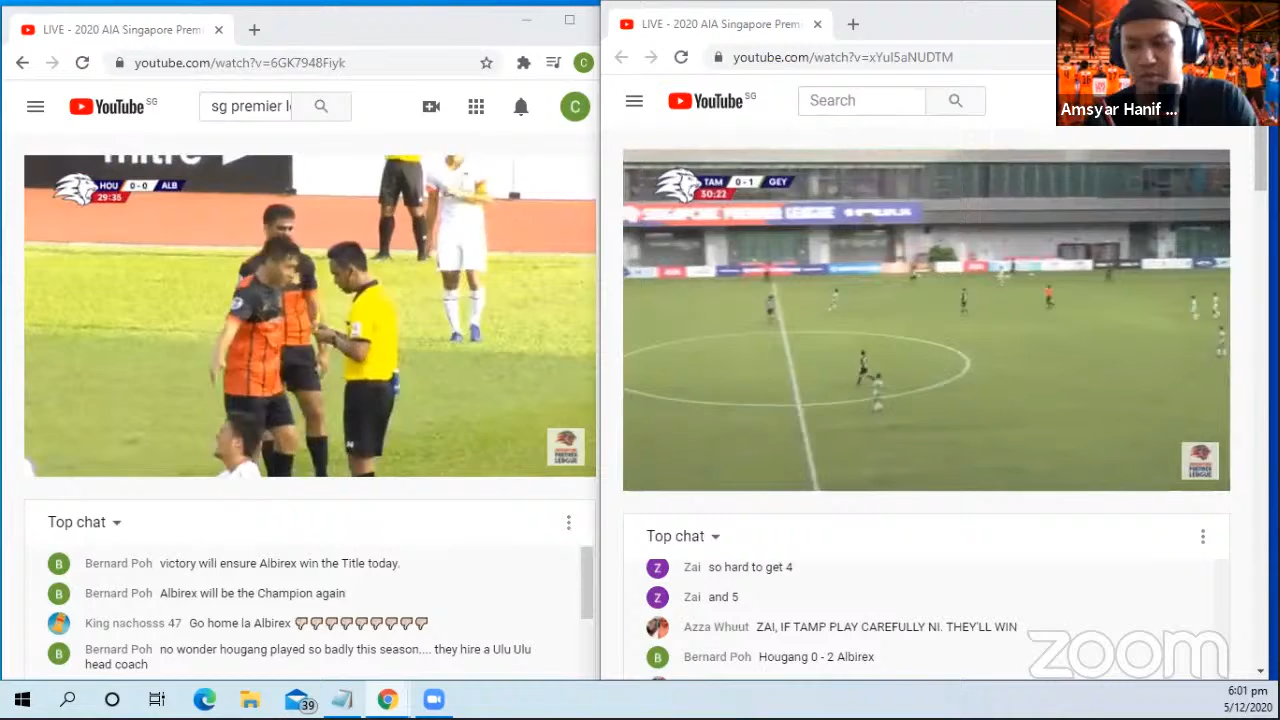 LIVE - 2020 AIA Singapore Prem
youtube.com/watch?v=6GK7948Fiyk
C
YouTube SG
sg premier l
C
mitre
HOU 0-0 ALB
29:35
Top chat
B Bernard Poh victory will ensure Albirex win the Title today.
B Bernard Poh Albirex will be the Champion again
King nachosss 47 Go home la Albirex 👎🏻👎🏻👎🏻👎🏻👎🏻👎🏻👎🏻👎🏻👎🏻
B Bernard Poh no wonder hougang played so badly this season.... they hire a Ulu Ulu
head coach
LIVE - 2020 AIA Singapore Prem
youtube.com/watch?v=xYuI5aNUDTM
YouTube SG
Search
Amsyar Hanif ...
TAM 0-1 GEY
30:22
Top chat
Z Zai so hard to get 4
Z Zai and 5
Azza Whuut ZAI, IF TAMP PLAY CAREFULLY NI. THEY'LL WIN
B Bernard Poh Hougang 0 - 2 Albirex
zoom
39
6:01 pm
5/12/2020